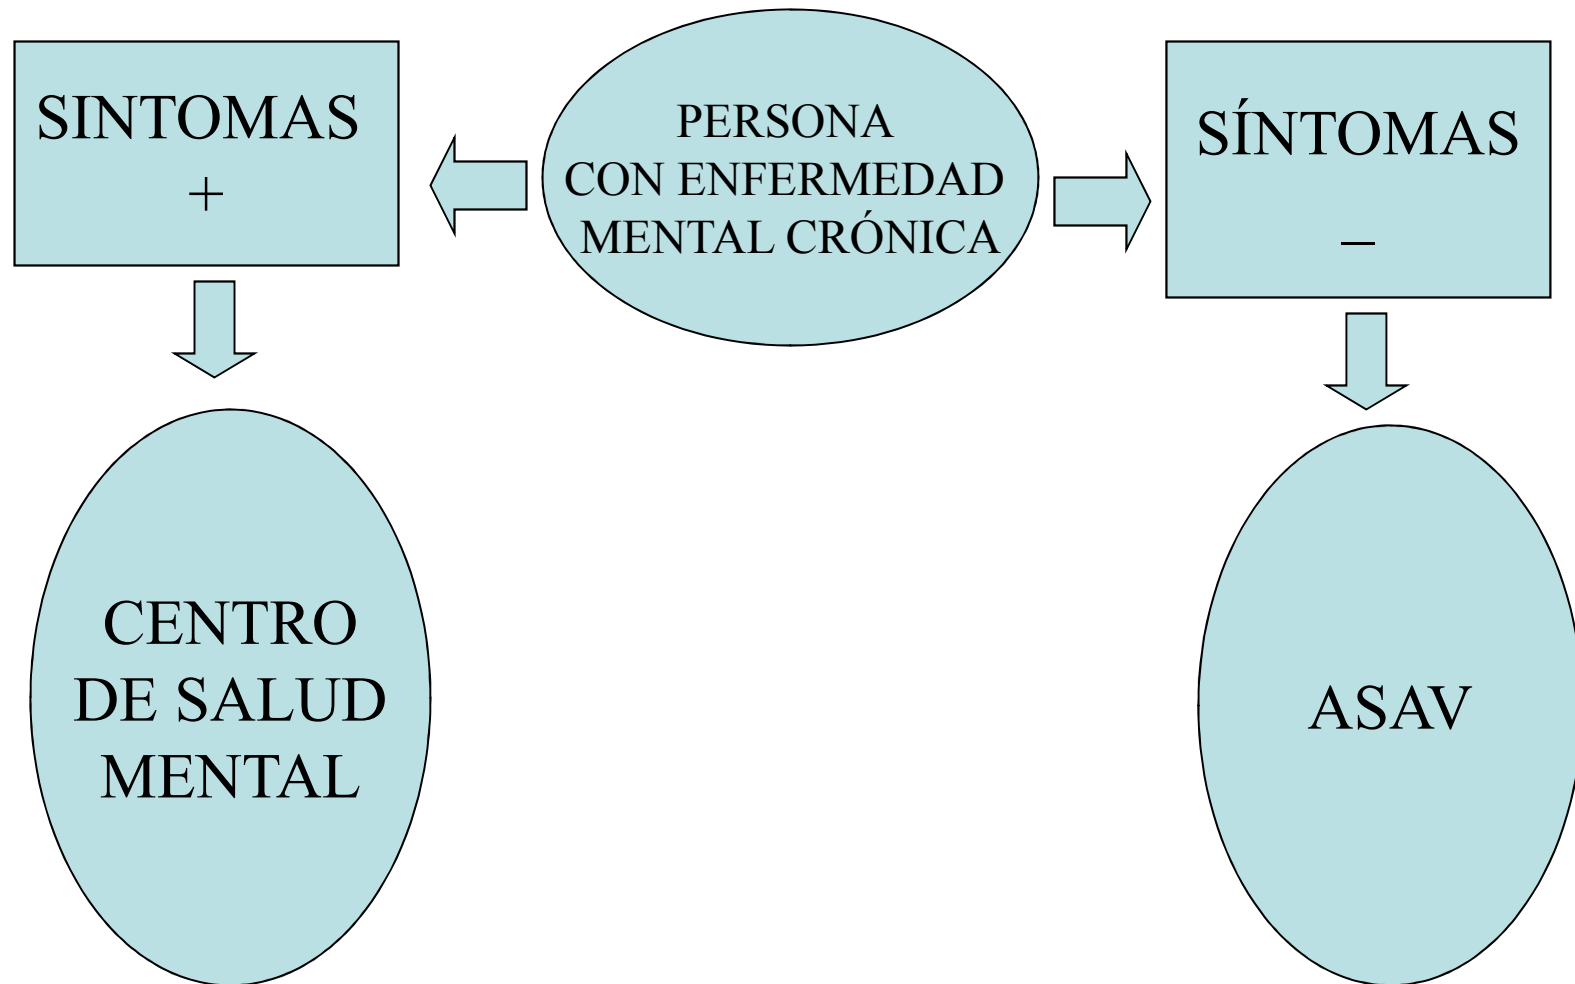 SINTOMAS
+
PERSONA
CON ENFERMEDAD
MENTAL CRÓNICA
SÍNTOMAS
–
CENTRO
DE SALUD
MENTAL
ASAV